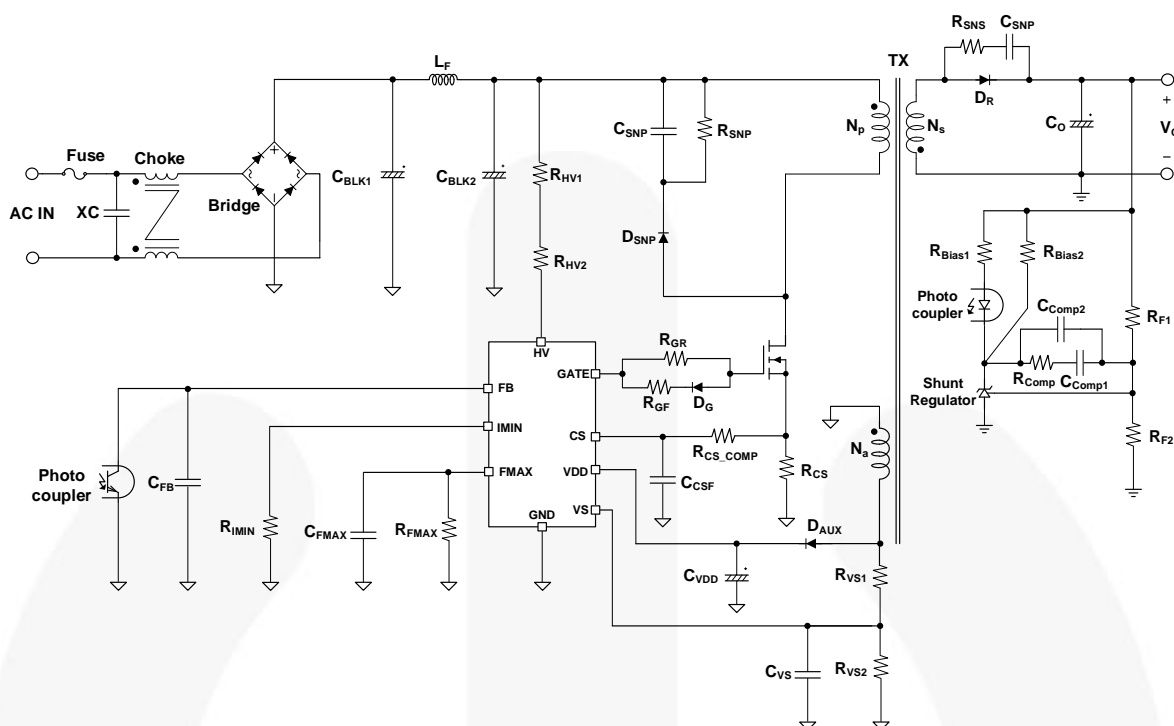 RSNS
CSNP
TX
LF
DR
CSNP
RSNP
Np
Ns
CO
+
VO
−
Fuse
Choke
AC IN
XC
Bridge
CBLK1
CBLK2
RHV1
RHV2
DSNP
RBias1
RBias2
Photo
coupler
CComp2
RF1
RComp
CComp1
Shunt
Regulator
RF2
HV
GATE
FB
IMIN
CS
FMAX
VDD
VS
GND
RGR
RGF
DG
RCS_COMP
CCSF
RCS
Na
Photo
coupler
CFB
RIMIN
CFMAX
RFMAX
DAUX
CVDD
RVS1
CVS
RVS2